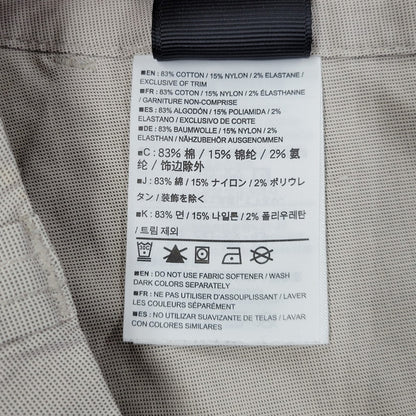 ■EN : 83% COTTON / 15% NYLON / 2% ELASTANE /
EXCLUSIVE OF TRIM
■FR : 83% COTON / 15% NYLON / 2% ÉLASTHANNE
/ GARNITURE NON-COMPRISE
■ES : 83% ALGODÓN / 15% POLIAMIDA / 2%
ELASTANO / EXCLUSIVO DE CORTE
■DE : 83% BAUMWOLLE / 15% NYLON / 2%
ELASTAN / NÄHZUBEHÖR AUSGENOMMEN
■C : 83% 棉 / 15% 锦纶 / 2% 氨
纶 / 饰边除外
■J : 83% 綿 / 15% ナイロン / 2% ポリウレ
タン / 装飾を除く
■K : 83% 면 / 15% 나일론 / 2% 폴리우레탄
/ 트림 제외
■EN : DO NOT USE FABRIC SOFTENER / WASH
DARK COLORS SEPARATELY
■FR : NE PAS UTILISER D'ASSOUPLISSANT / LAVER
LES COULEURS SÉPARÉMENT
■ES : NO UTILIZAR SUAVIZANTE DE TELAS / LAVAR
CON COLORES SIMILARES